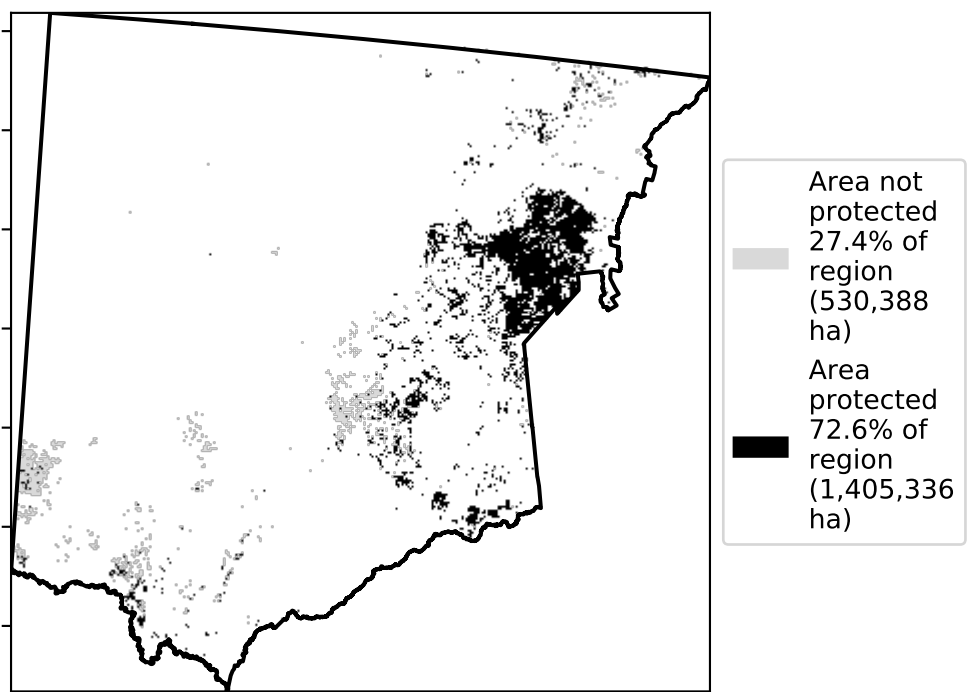 Area not
protected
27.4% of
region
(530,388
ha)
Area
protected
72.6% of
region
(1,405,336
ha)